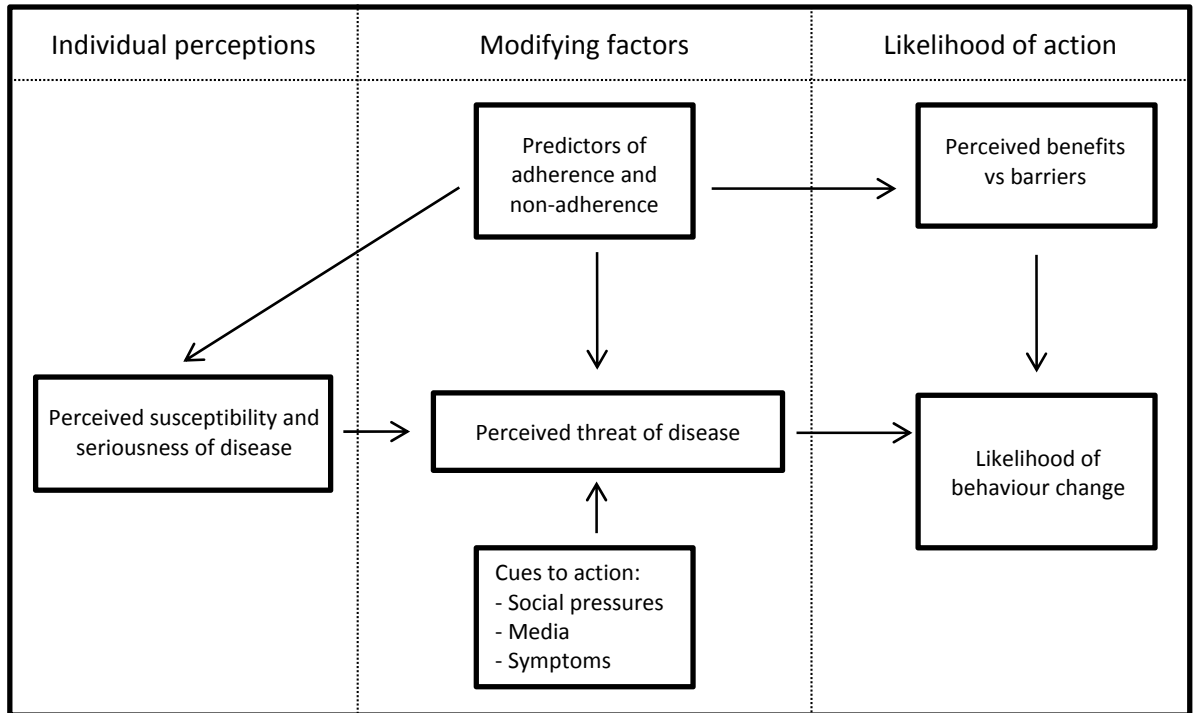 Individual perceptions
Modifying factors
Likelihood of action
Predictors of
adherence and
non-adherence
Perceived benefits
vs barriers
Perceived susceptibility and
seriousness of disease
Perceived threat of disease
Likelihood of
behaviour change
Cues to action:
- Social pressures
- Media
- Symptoms